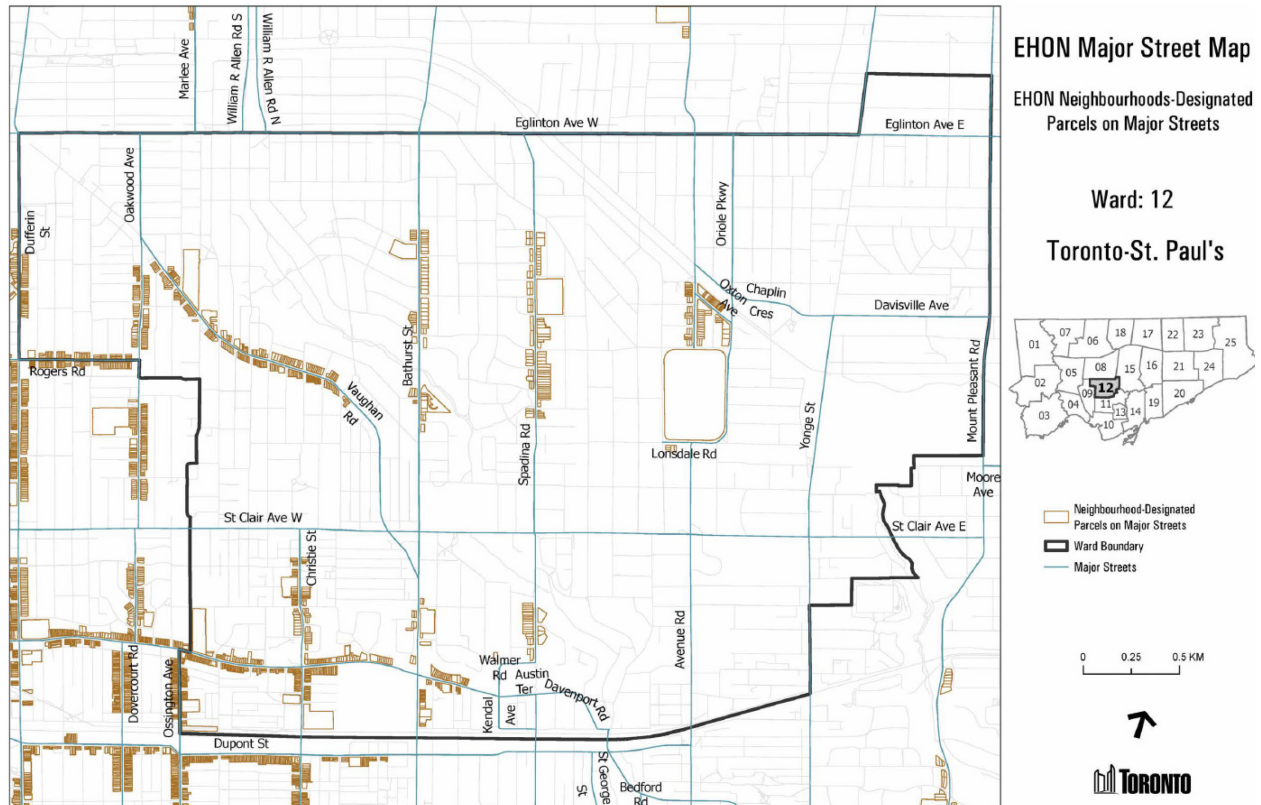 EHON Major Street Map
EHON Neighbourhoods-Designated
Parcels on Major Streets
Ward: 12
Toronto-St. Paul's
Marlee Ave
William R Allen Rd S
William R Allen Rd N
Eglinton Ave W
Eglinton Ave E
Dufferin
St
Oakwood Ave
Oriole Pkwy
Oxton
Ave
Chaplin
Cres
Davisville Ave
Rogers Rd
Bathurst St
Vaughan
Rd
Spadina Rd
Lonsdale Rd
Yonge St
Mount Pleasant Rd
Moore
Ave
St Clair Ave W
St Clair Ave E
Christie St
Dovercourt Rd
Ossington Ave
Walmer
Rd
Austin
Ter
Davenport Rd
Kendal
Ave
Avenue Rd
Dupont St
St George
St
Bedford
Rd
01
07
06
18
17
22
23
25
02
05
08
15
16
21
24
03
04
09
12
11
13
10
14
19
20
Neighbourhood-Designated
Parcels on Major Streets
Ward Boundary
Major Streets
0 0.25 0.5 KM
TORONTO